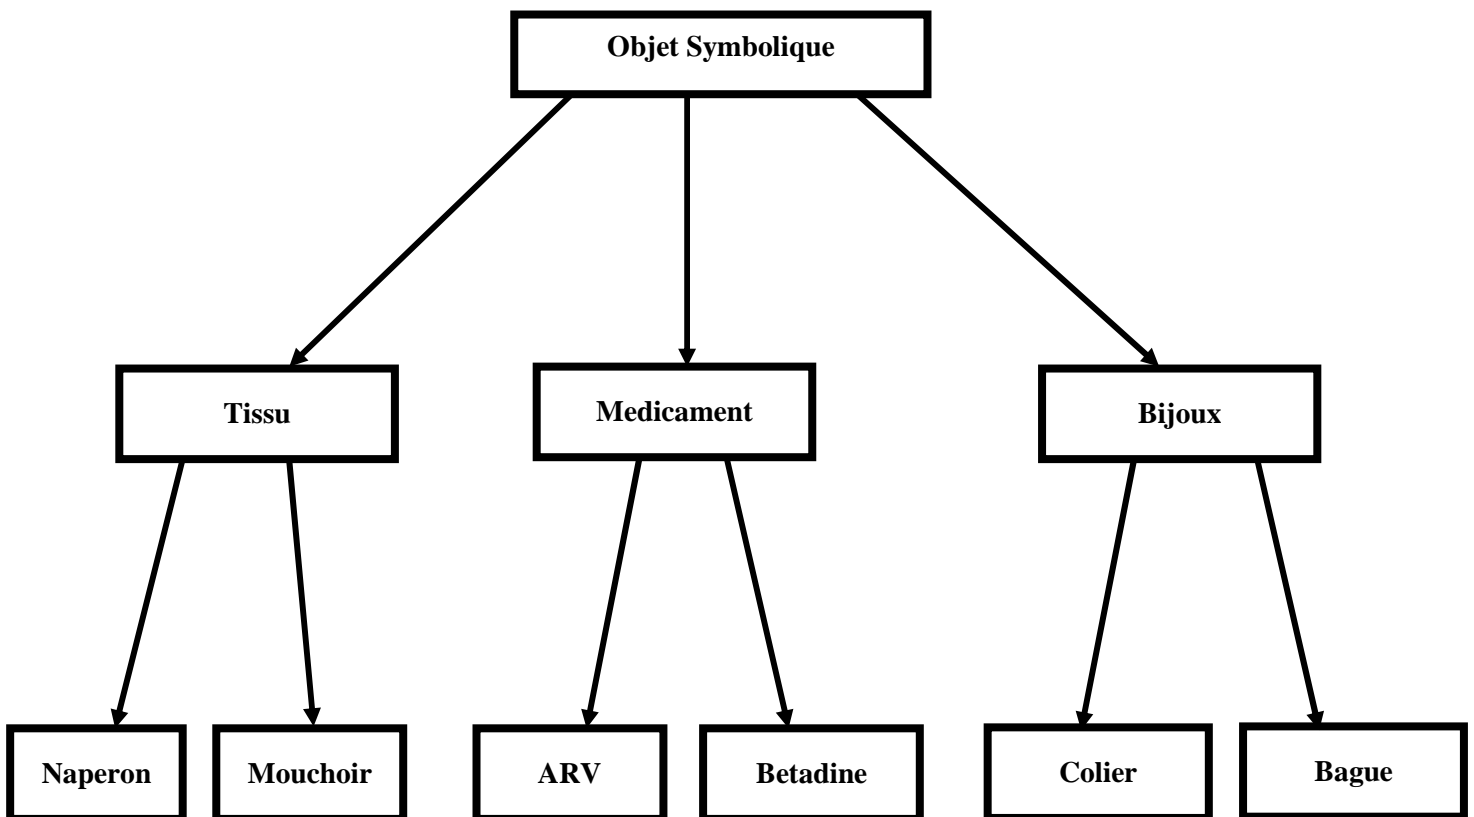 Objet Symbolique
Tissu
Medicament
Bijoux
Naperon
Mouchoir
ARV
Betadine
Colier
Bague